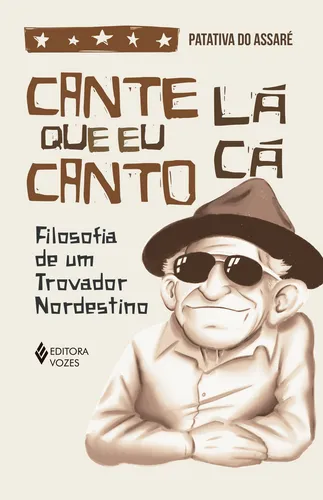 PATATIVA DO ASSARÉ
CANTE LÁ
QUE EU
CANTO CÁ
Filosofia
de um
Trovador
Nordestino
EDITORA
VOZES